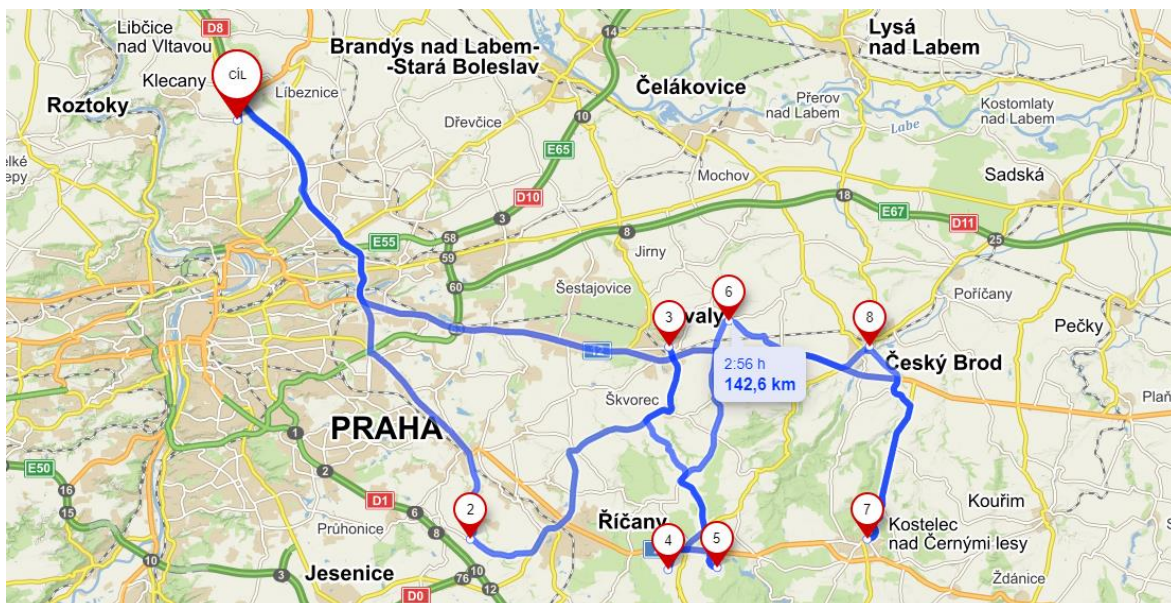 D8
Libčice
nad Vltavou
CÍL
Klecany
Líbeznice
Roztoky
Brandýs nad Labem-
-Stará Boleslav
14
Lysá
nad Labem
Čelákovice
Přerov
nad Labem
Kostomlaty
nad Labem
Labe
Dřevčice
10
E65
Mochov
Sadská
D10
3
18
E67
D11
25
E55
58
59
60
8
Jirny
Šestajovice
6
3
valy
8
Poříčany
Pečky
12
2:56 h
142,6 km
Český Brod
Škvorec
PRAHA
1
2
E50
16
15
D1
6
8
2
Průhonice
Říčany
4
5
7
Kouřim
Kostelec
nad Černými lesy
10
3
Jesenice
76
10
12
D0
Ždánice